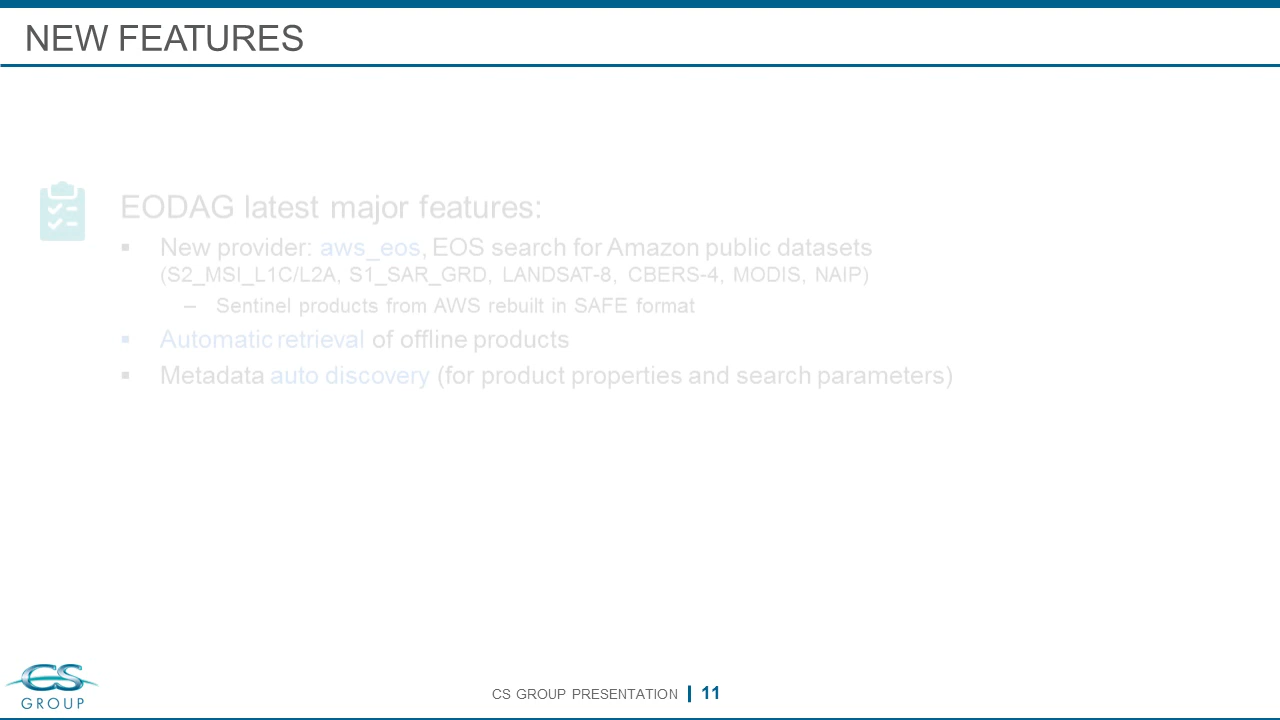 NEW FEATURES
EODAG latest major features:
▪ New provider: aws_eos, EOS search for Amazon public datasets
(S2_MSI_L1C/L2A, S1_SAR_GRD, LANDSAT-8, CBERS-4, MODIS, NAIP)
– Sentinel products from AWS rebuilt in SAFE format
▪ Automatic retrieval of offline products
▪ Metadata auto discovery (for product properties and search parameters)
CS
GROUP
CS GROUP PRESENTATION | 11